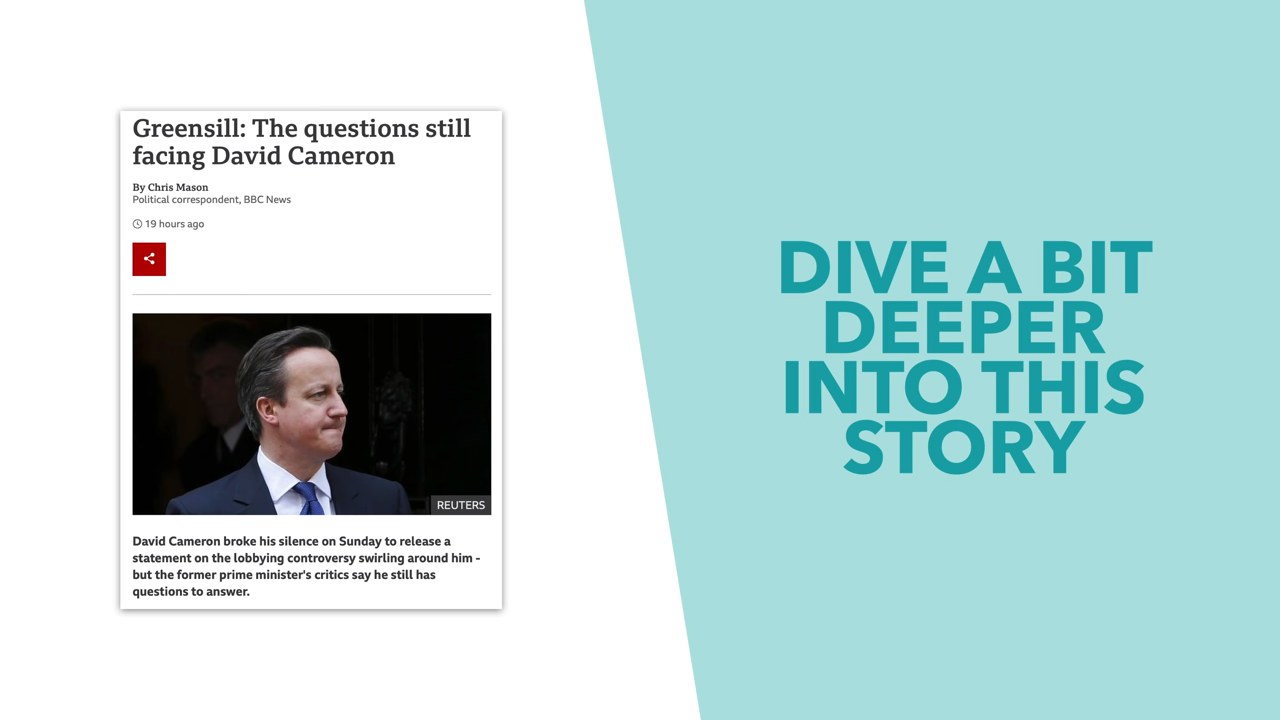 Greensill: The questions still
facing David Cameron
By Chris Mason
Political correspondent, BBC News
19 hours ago
REUTERS
David Cameron broke his silence on Sunday to release a
statement on the lobbying controversy swirling around him -
but the former prime minister's critics say he still has
questions to answer.
DIVE A BIT
DEEPER
INTO THIS
STORY